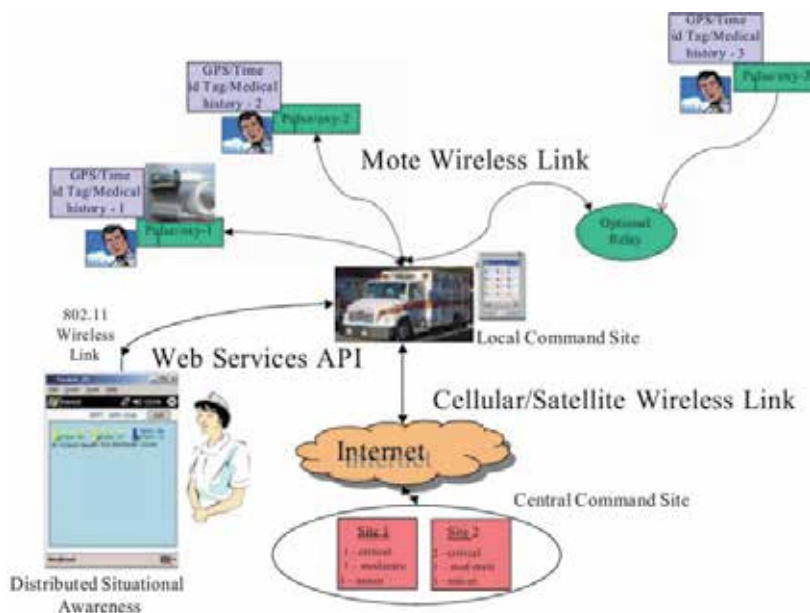 GPS/Time
id Tag/Medical
history - 3
Pulse/oxy-3
GPS/Time
id Tag/Medical
history - 2
Pulse/oxy-2
Mote Wireless Link
GPS/Time
id Tag/Medical
history - 1
Pulse/oxy-1
Optional
Relay
802.11
Wireless
Link
Web Services API
Local Command Site
Cellular/Satellite Wireless Link
Internet
Central Command Site
Site 1
1 - critical
- moderate
- minor
Site 2
2 - critical
- moderate
- minor
Distributed Situational
Awareness